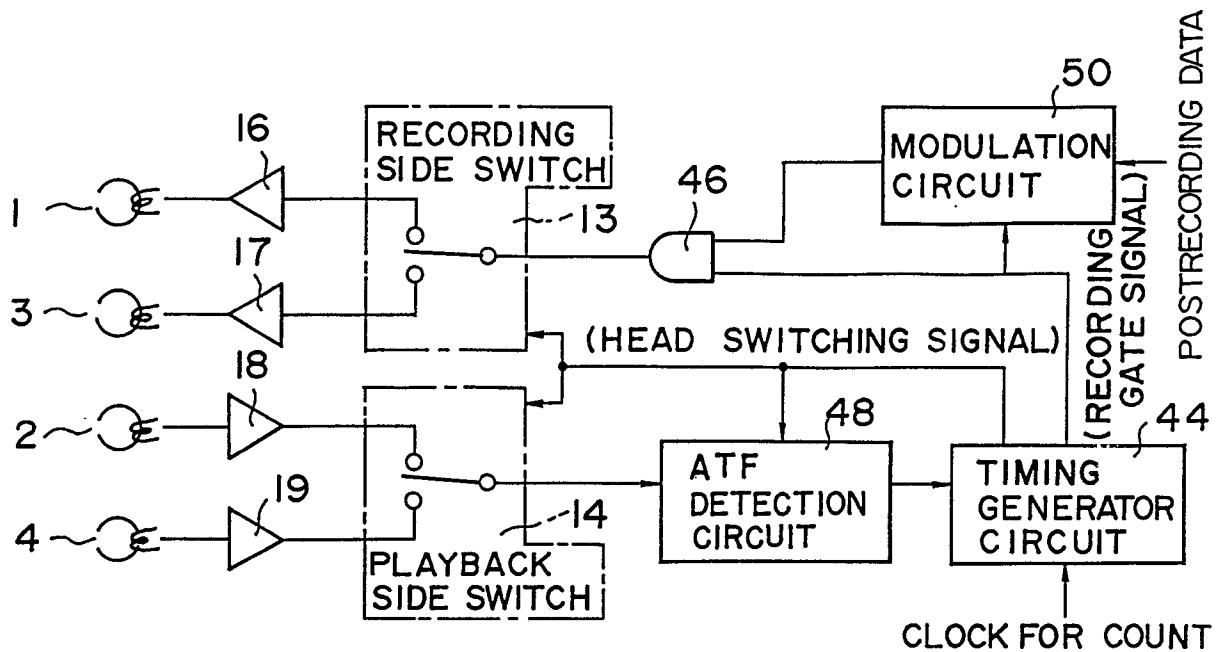 50
16
RECORDING
SIDE SWITCH
MODULATION
CIRCUIT
POSTRECORDING DATA
46
1
13
17
3
(RECORDING
GATE SIGNAL)
(HEAD SWITCHING SIGNAL)
18
2
48
44
ATF
DETECTION
CIRCUIT
TIMING
GENERATOR
CIRCUIT
19
14
4
PLAYBACK
SIDE SWITCH
CLOCK FOR COUNT